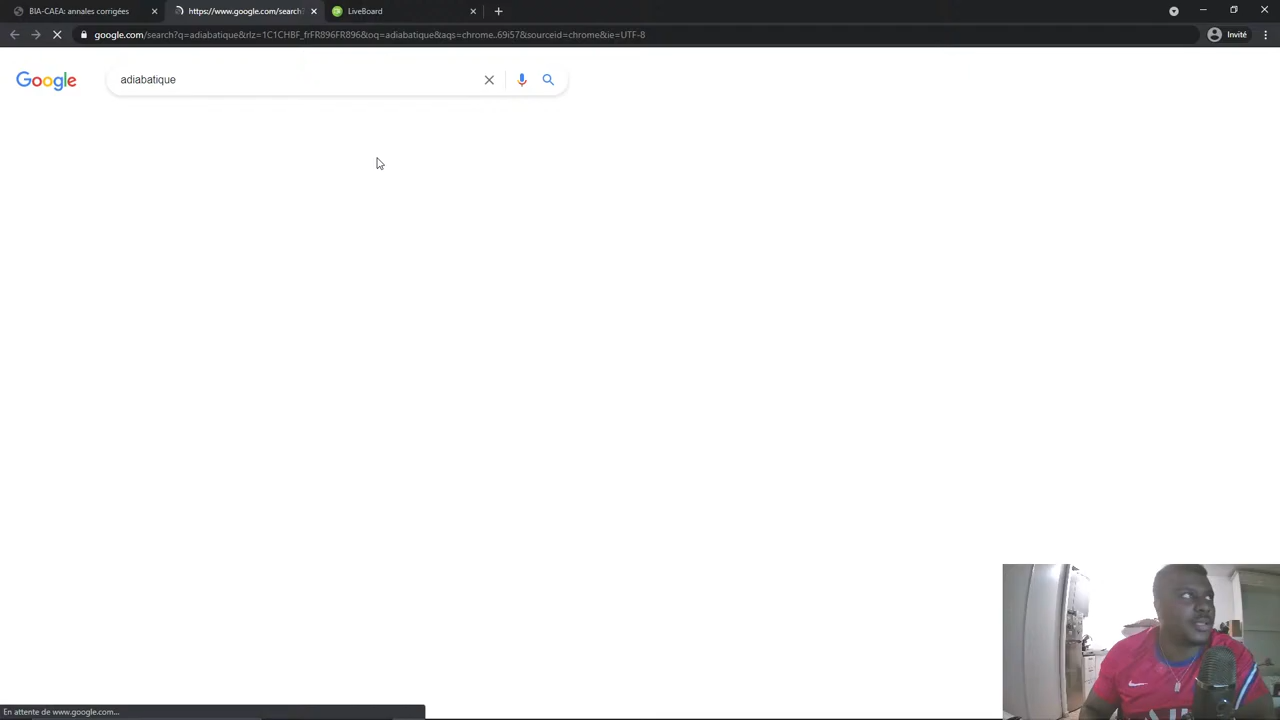 BIA-CAEA: annales corrigées
https://www.google.com/search?
LiveBoard
google.com/search?q=adiabatique&rlz=1C1CHBF_frFR896FR896&oq=adiabatique&aqs=chrome..69i57&sourceid=chrome&ie=UTF-8
Invité
Google
adiabatique
En attente de www.google.com...